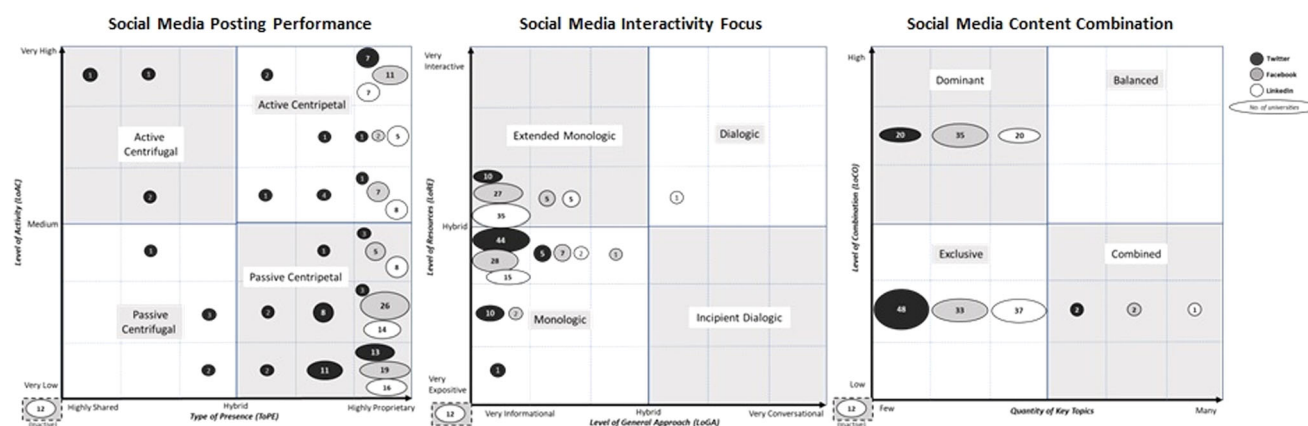 Social Media Posting Performance
Very High
Level of Activity (LoAC)
Medium
Very Low
1
1
2
7
11
7
Active Centripetal
Active
Centrifugal
1
1
2
5
2
1
4
1
7
8
1
1
3
5
8
Passive Centripetal
Passive
Centrifugal
2
8
3
26
14
2
2
11
13
19
16
12
(Inactive)
Highly Shared
Hybrid
Highly Proprietary
Type of Presence (ToPE)
Social Media Interactivity Focus
Very
Interactive
Level of Resources (LoRE)
Hybrid
Very
Expositive
Extended Monologic
Dialogic
10
27
35
5
5
1
44
28
15
5
7
2
10
2
Monologic
Incipient Dialogic
1
12
(Inactive)
Very Informational
Hybrid
Very Conversational
Level of General Approach (LoGA)
Social Media Content Combination
High
Level of Combination (LoCO)
Low
Dominant
Balanced
20
35
20
Exclusive
Combined
48
33
37
2
2
1
12
(Inactive)
Few
Many
Quantity of Key Topics
Twitter
Facebook
LinkedIn
No. of universities